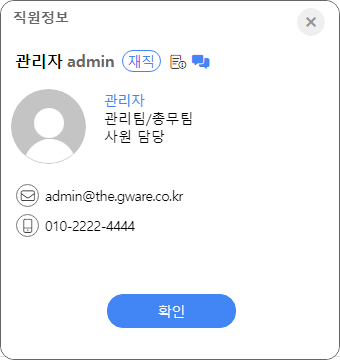 직원정보
관리자 admin 재직
관리자
관리팀/총무팀
사원 담당
admin@the.gware.co.kr
010-2222-4444
확인